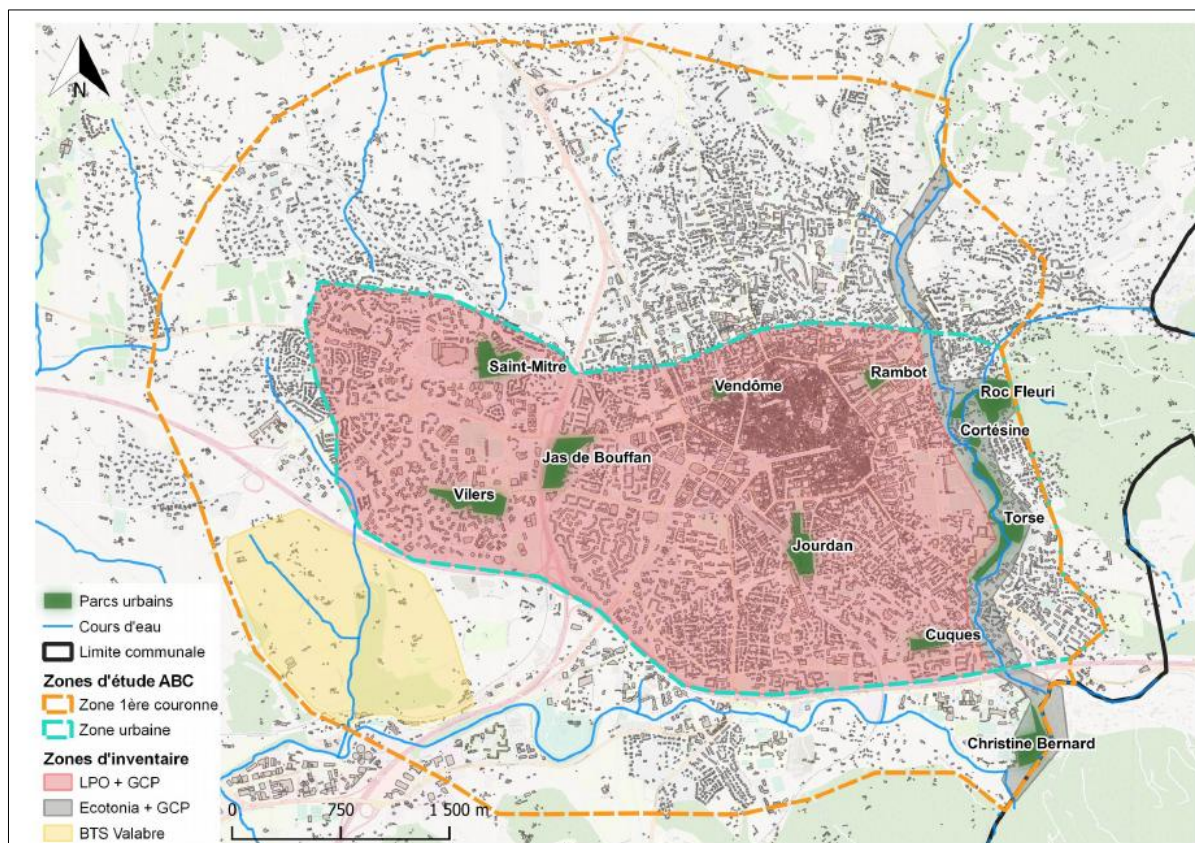 N
Saint-Mitre
Vendôme
Rambot
Roc Fleuri
Cortésine
Jas de Bouffan
Vilers
Torse
Jourdan
Cuques
Christine Bernard
Parcs urbains
Cours d'eau
Limite communale
Zones d'étude ABC
Zone 1ère couronne
Zone urbaine
Zones d'inventaire
LPO + GCP
Ecotonia + GCP
BTS Valabre
0 750 1 500 m